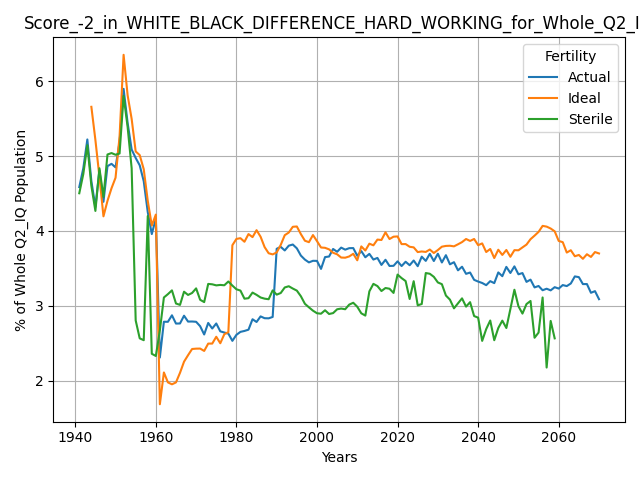 Score_-2_in_WHITE_BLACK_DIFFERENCE_HARD_WORKING_for_Whole_Q2_I
Fertility
Actual
Ideal
Sterile
% of Whole Q2_IQ Population
6
5
4
3
2
1940 1960 1980 2000 2020 2040 2060
Years